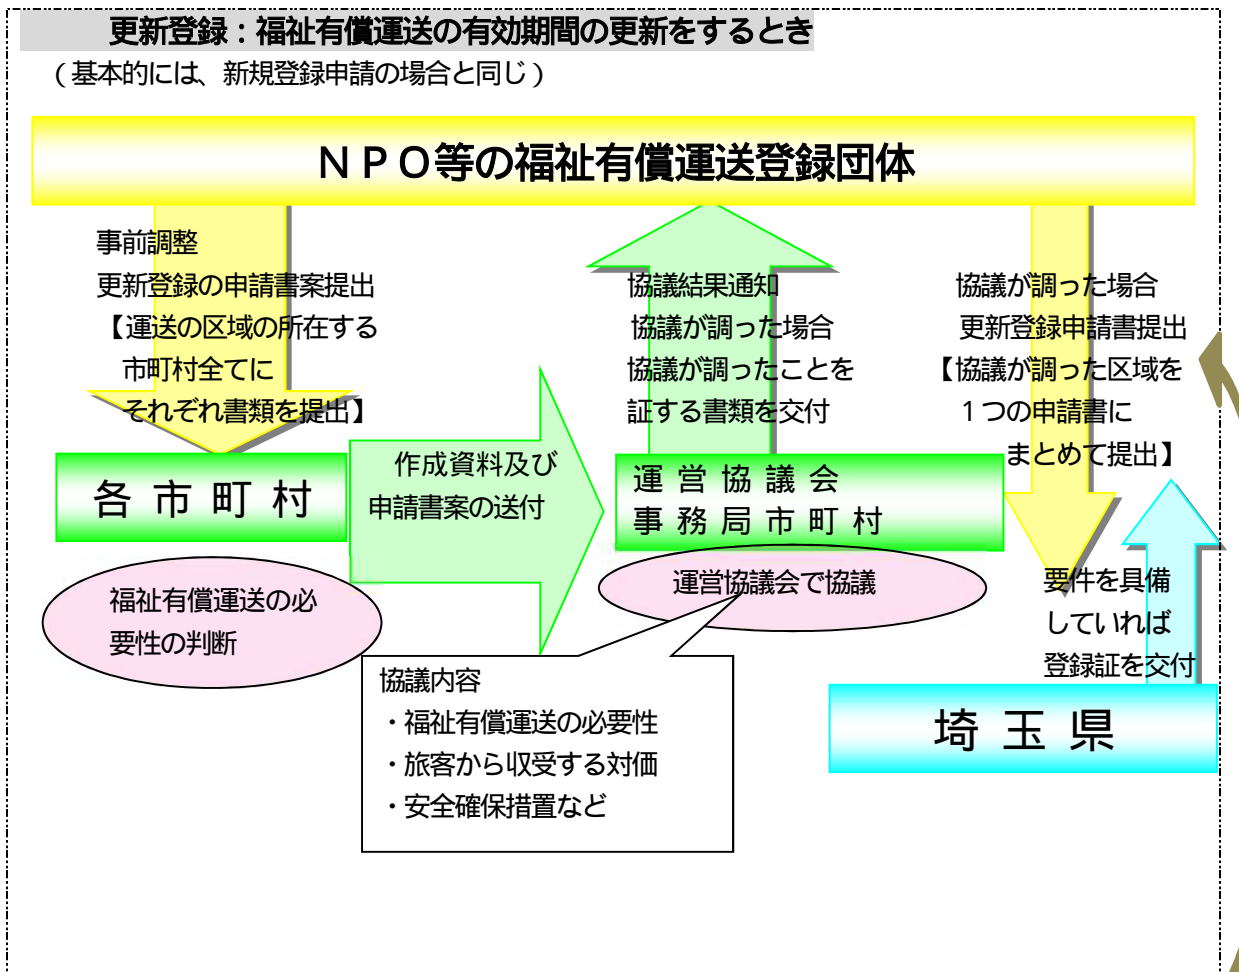 更新登録：福祉有償運送の有効期間の更新をするとき
（基本的には、新規登録申請の場合と同じ）
ＮＰＯ等の福祉有償運送登録団体
事前調整
更新登録の申請書案提出
【運送の区域の所在する
市町村全てに
それぞれ書類を提出】
協議結果通知
協議が調った場合
協議が調ったことを
証する書類を交付
協議が調った場合
更新登録申請書提出
【協議が調った区域を
１つの申請書に
まとめて提出】
各市町村
作成資料及び
申請書案の送付
運営協議会
事務局市町村
福祉有償運送の必
要性の判断
運営協議会で協議
要件を具備
していれば
登録証を交付
協議内容
・福祉有償運送の必要性
・旅客から収受する対価
・安全確保措置など
埼玉県